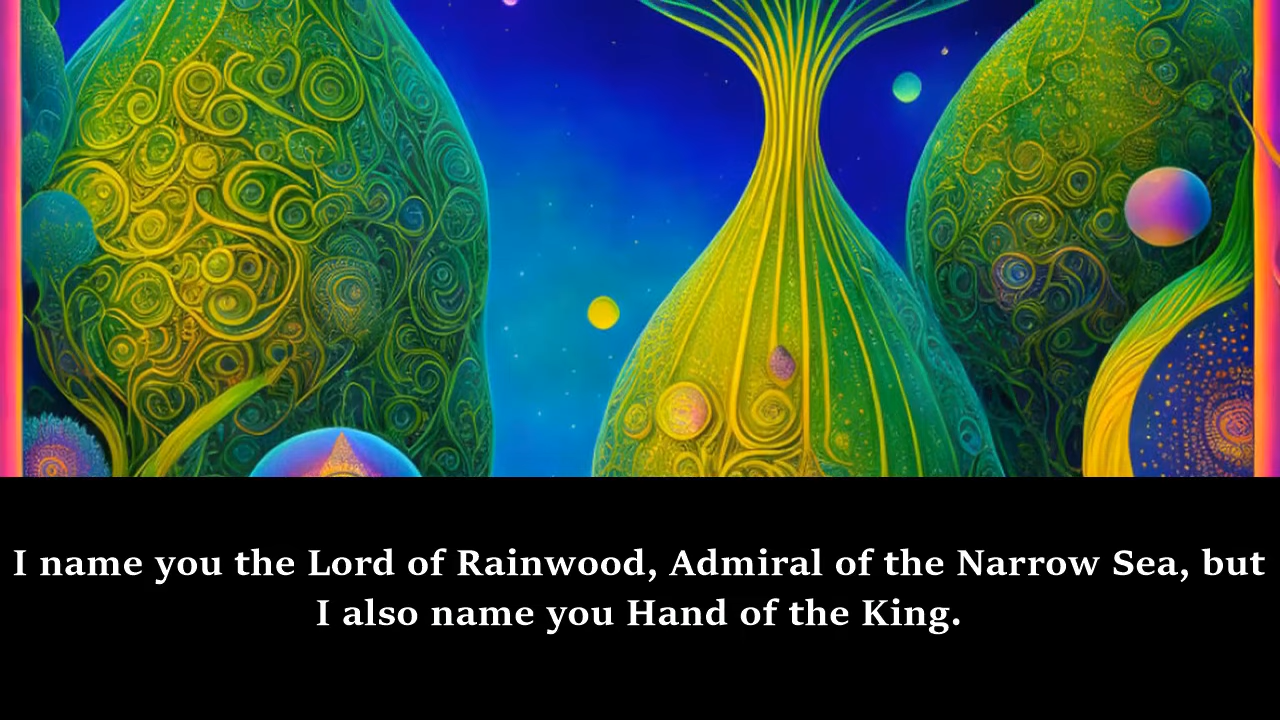 I name you the Lord of Rainwood, Admiral of the Narrow Sea, but
I also name you Hand of the King.